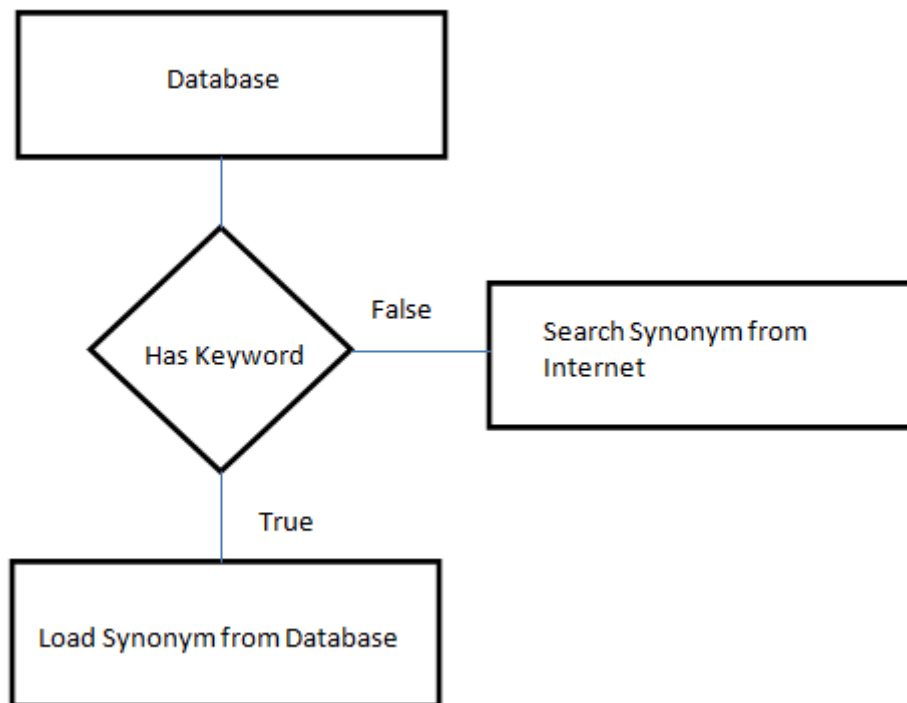 Database
False
Has Keyword
Search Synonym from
Internet
True
Load Synonym from Database